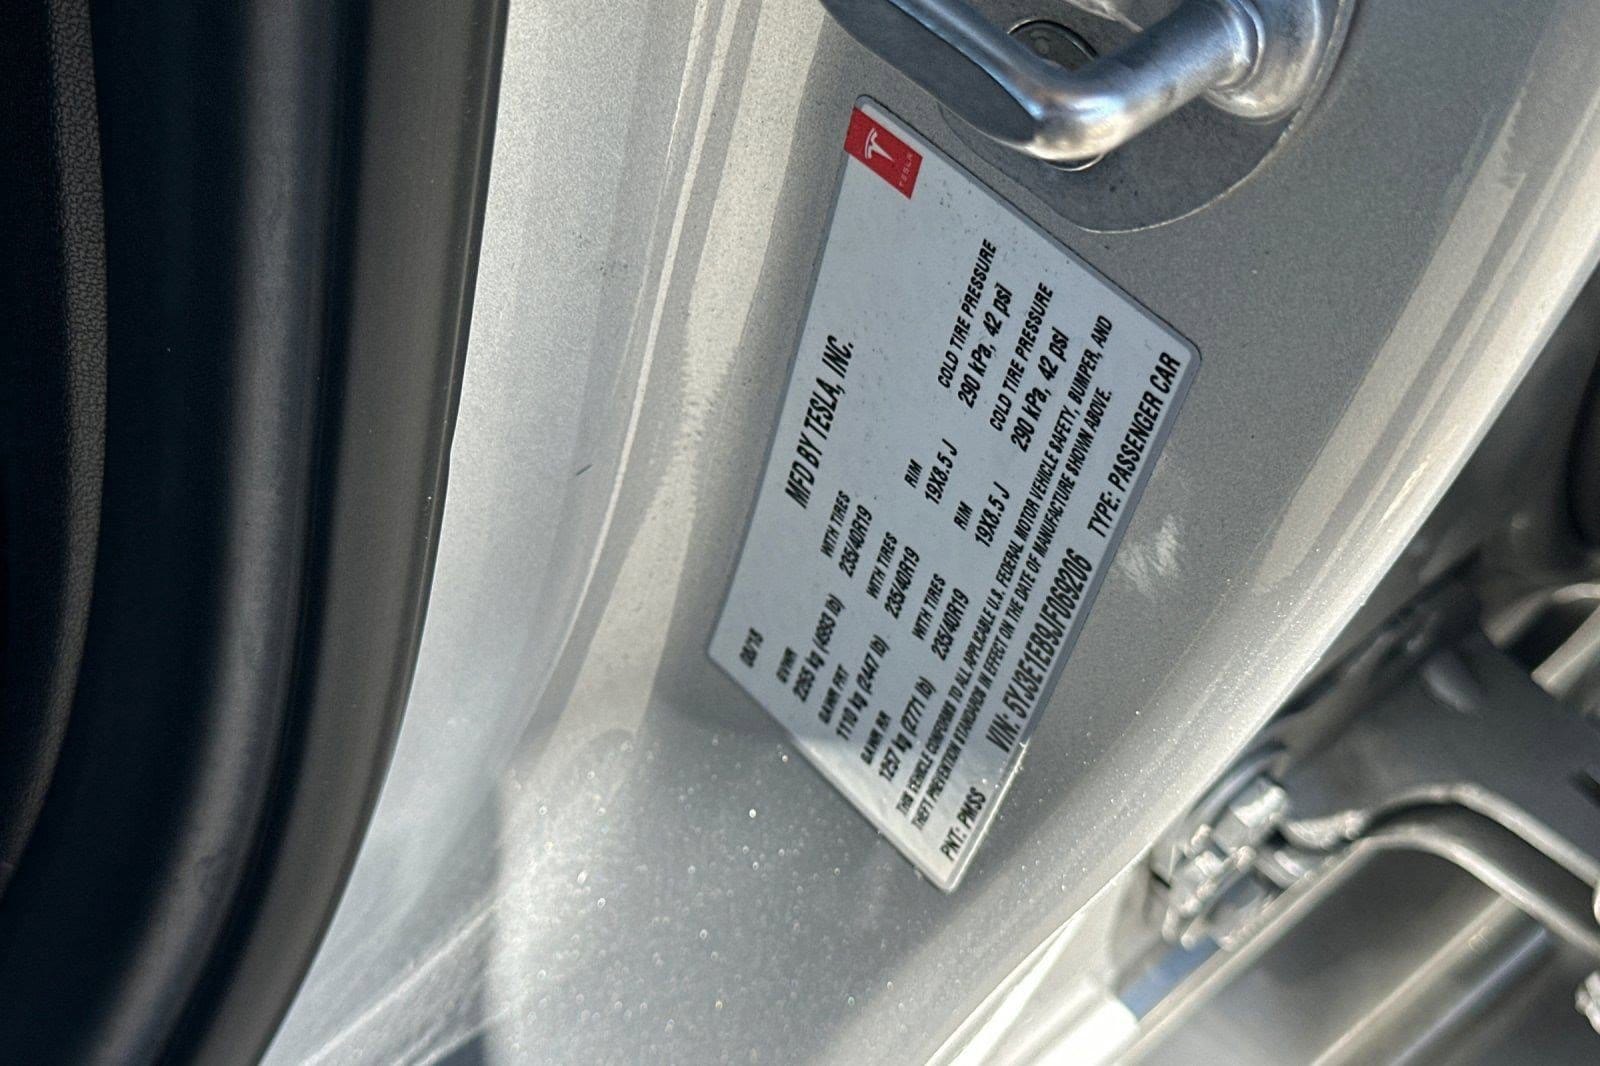 TESLA
MFD BY TESLA, INC.
08/18
GVWR
2265 kg (4993 lb)
WITH TIRES
235/40R19
RIM
19X8.5 J
COLD TIRE PRESSURE
290 kPa, 42 psi
GAWR FRT
1110 kg (2447 lb)
WITH TIRES
235/40R19
RIM
19X8.5 J
COLD TIRE PRESSURE
290 kPa, 42 psi
GAWR RR
1257 kg (2771 lb)
WITH TIRES
235/40R19
THIS VEHICLE CONFORMS TO ALL APPLICABLE U.S. FEDERAL MOTOR VEHICLE SAFETY, BUMPER, AND
THEFT PREVENTION STANDARDS IN EFFECT ON THE DATE OF MANUFACTURE SHOWN ABOVE.
VIN: 5YJ3E1EB9JF069206 TYPE: PASSENGER CAR
PNT: PMSS